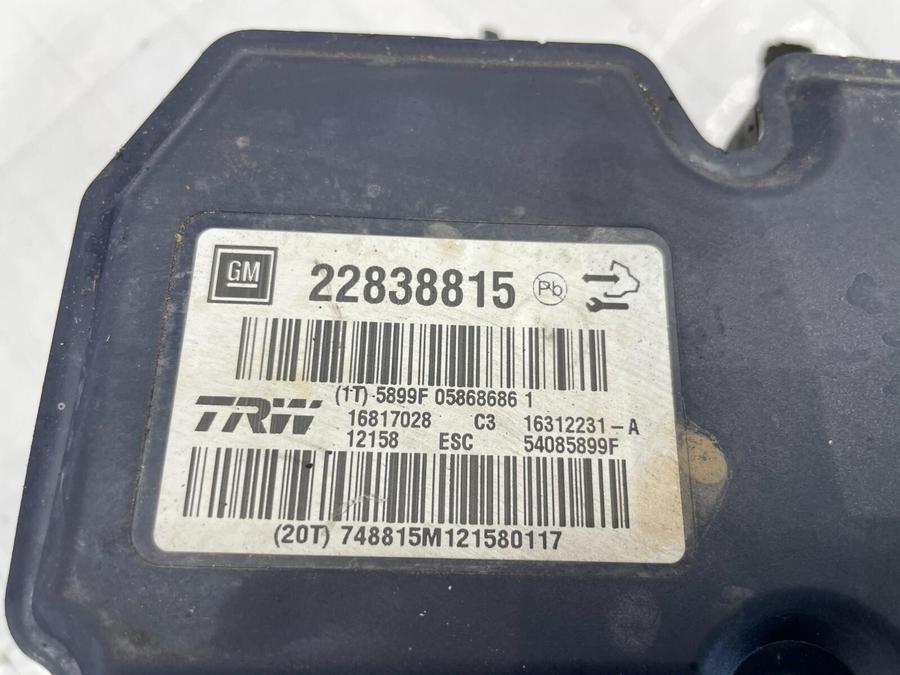 GM 22838815 Pb
(1T) 5899F 05868686 1
TRW 16817028 C3 16312231-A
12158 ESC 54085899F
(20T) 748815M121580117